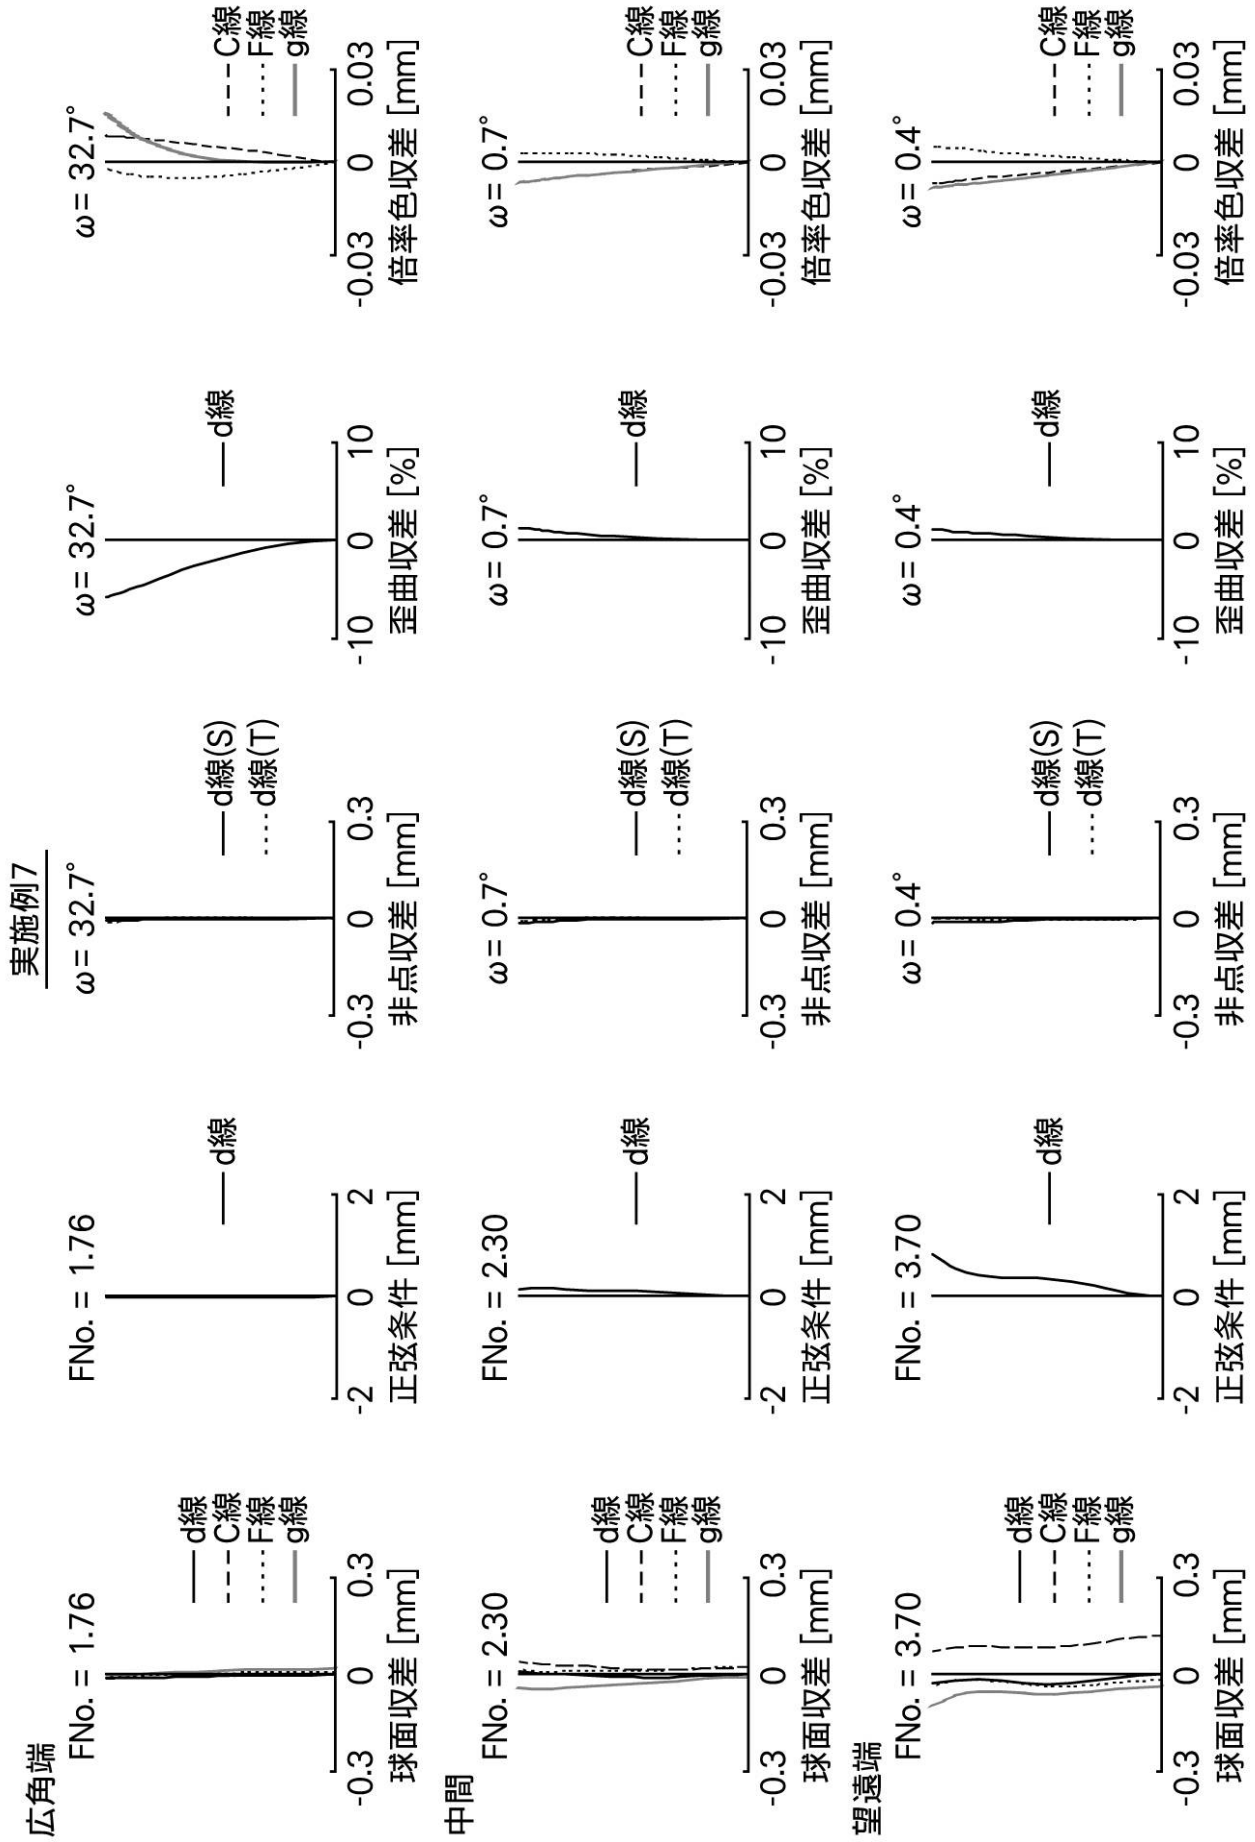 実施例7
広角端
FNo. = 1.76
d線
C線
F線
g線
-0.3 0 0.3
球面収差 [mm]
FNo. = 1.76
d線
-2 0 2
正弦条件 [mm]
ω= 32.7°
d線(S)
d線(T)
-0.3 0 0.3
非点収差 [mm]
ω= 32.7°
d線
-10 0 10
歪曲収差 [%]
ω= 32.7°
C線
F線
g線
-0.03 0 0.03
倍率色収差 [mm]
中間
FNo. = 2.30
d線
C線
F線
g線
-0.3 0 0.3
球面収差 [mm]
FNo. = 2.30
d線
-2 0 2
正弦条件 [mm]
ω= 0.7°
d線(S)
d線(T)
-0.3 0 0.3
非点収差 [mm]
ω= 0.7°
d線
-10 0 10
歪曲収差 [%]
ω= 0.7°
C線
F線
g線
-0.03 0 0.03
倍率色収差 [mm]
望遠端
FNo. = 3.70
d線
C線
F線
g線
-0.3 0 0.3
球面収差 [mm]
FNo. = 3.70
d線
-2 0 2
正弦条件 [mm]
ω= 0.4°
d線(S)
d線(T)
-0.3 0 0.3
非点収差 [mm]
ω= 0.4°
d線
-10 0 10
歪曲収差 [%]
ω= 0.4°
C線
F線
g線
-0.03 0 0.03
倍率色収差 [mm]